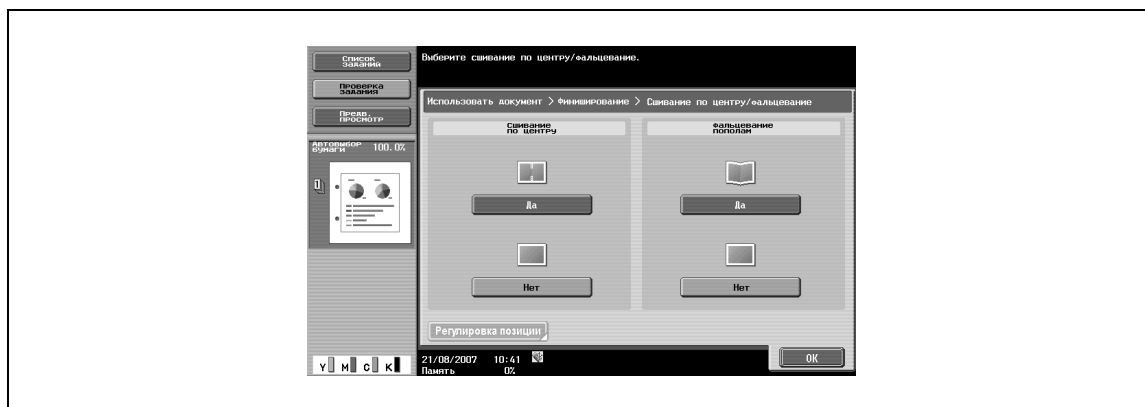 Список
заданий
Проверка
задания
Предв.
просмотр
Автовыбор
бумаги 100.0%
1
Y M C K
Выберите сшивание по центру/фальцевание.
Использовать документ > Финиширование > Сшивание по центру/фальцевание
Сшивание
по центру
Да
Нет
Фальцевание
пополам
Да
Нет
Регулировка позиции
21/08/2007 10:41
Память 0%
OK